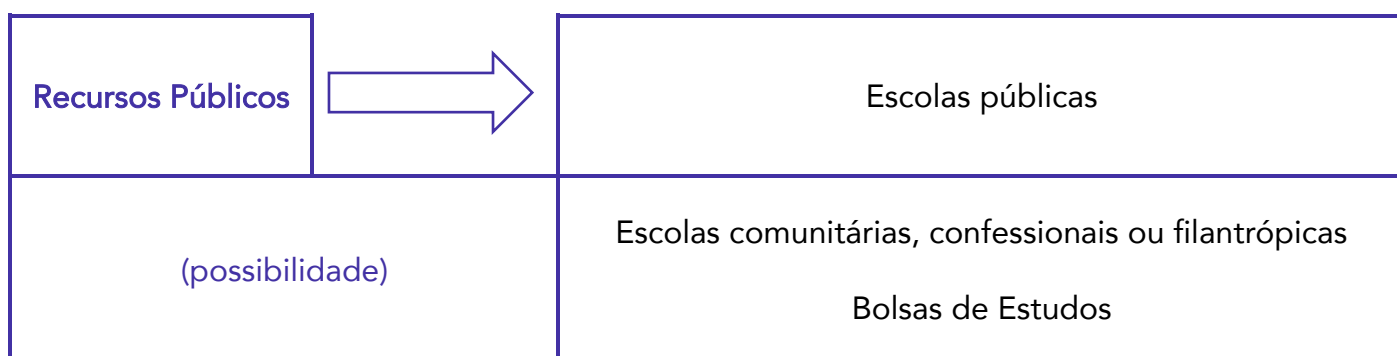 Recursos Públicos
Escolas públicas
(possibilidade)
Escolas comunitárias, confessionais ou filantrópicas
Bolsas de Estudos